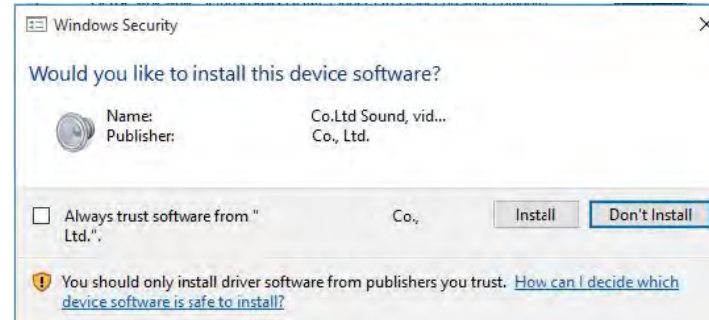 Windows Security
Would you like to install this device software?
Name: Co.Ltd Sound, vid...
Publisher: Co., Ltd.
Always trust software from " Co.,
Ltd.".
Install
Don't Install
You should only install driver software from publishers you trust. How can I decide which
device software is safe to install?